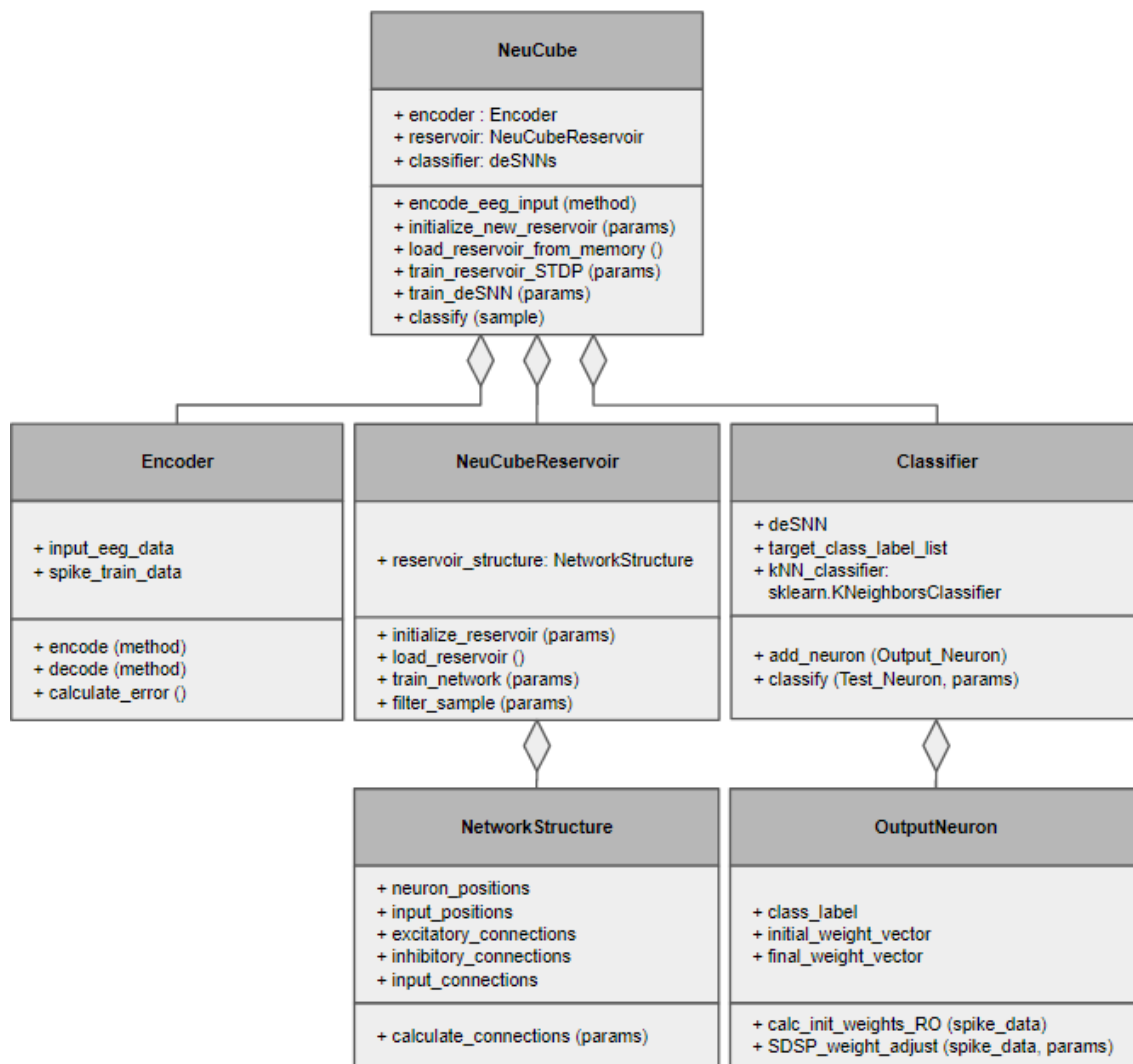 NeuCube
+ encoder : Encoder
+ reservoir: NeuCubeReservoir
+ classifier: deSNNs
+ encode_eeg_input (method)
+ initialize_new_reservoir (params)
+ load_reservoir_from_memory ()
+ train_reservoir_STDP (params)
+ train_deSNN (params)
+ classify (sample)
Encoder
+ input_eeg_data
+ spike_train_data
+ encode (method)
+ decode (method)
+ calculate_error ()
NeuCubeReservoir
+ reservoir_structure: NetworkStructure
+ initialize_reservoir (params)
+ load_reservoir ()
+ train_network (params)
+ filter_sample (params)
Classifier
+ deSNN
+ target_class_label_list
+ kNN_classifier:
sklearn.KNeighborsClassifier
+ add_neuron (Output_Neuron)
+ classify (Test_Neuron, params)
NetworkStructure
+ neuron_positions
+ input_positions
+ excitatory_connections
+ inhibitory_connections
+ input_connections
+ calculate_connections (params)
OutputNeuron
+ class_label
+ initial_weight_vector
+ final_weight_vector
+ calc_init_weights_RO (spike_data)
+ SDSP_weight_adjust (spike_data, params)